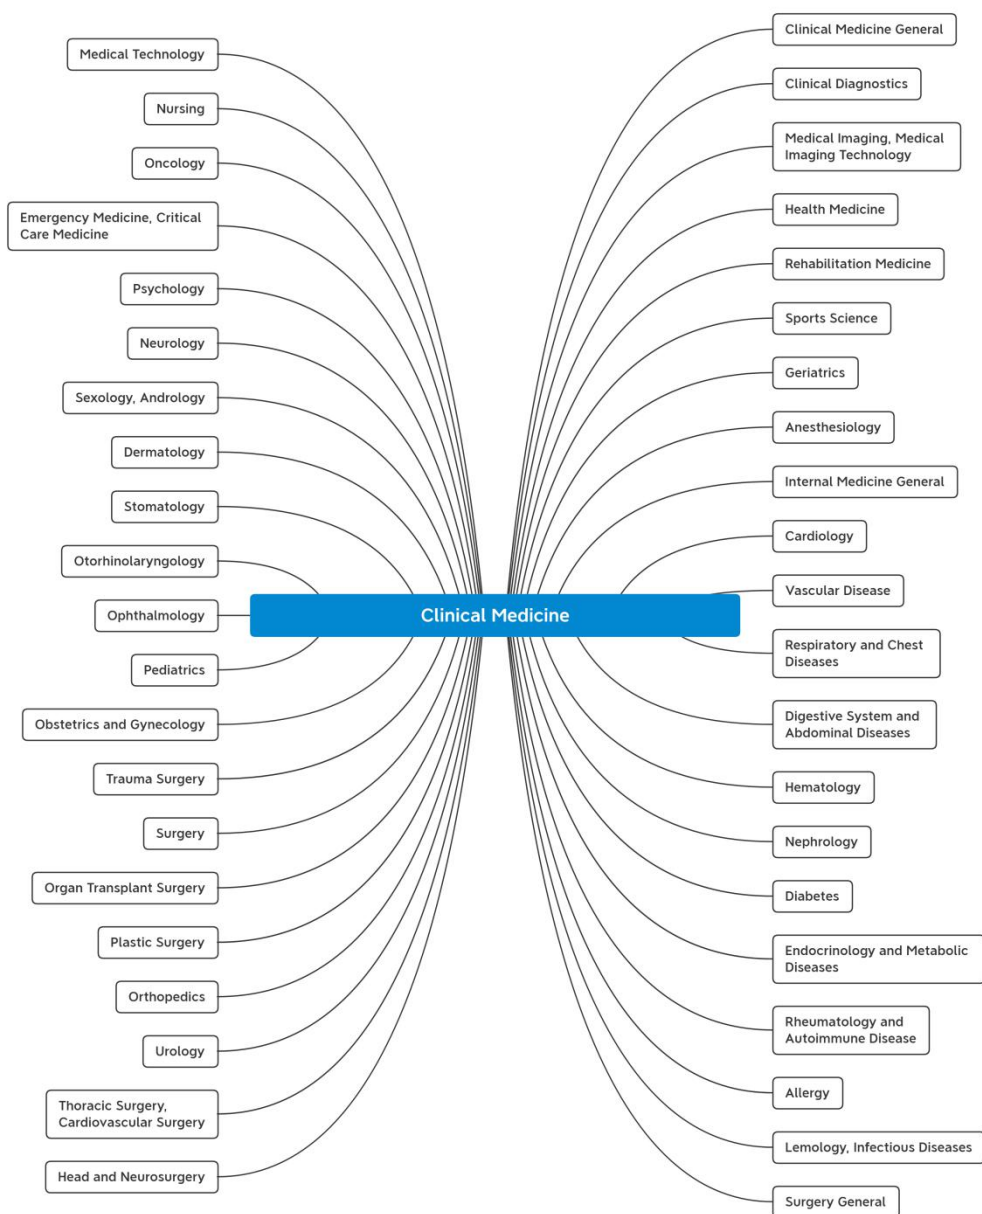 Medical Technology
Nursing
Oncology
Emergency Medicine, Critical
Care Medicine
Psychology
Neurology
Sexology, Andrology
Dermatology
Stomatology
Otorhinolaryngology
Ophthalmology
Pediatrics
Obstetrics and Gynecology
Trauma Surgery
Surgery
Organ Transplant Surgery
Plastic Surgery
Orthopedics
Urology
Thoracic Surgery,
Cardiovascular Surgery
Head and Neurosurgery
Clinical Medicine
Clinical Medicine General
Clinical Diagnostics
Medical Imaging, Medical
Imaging Technology
Health Medicine
Rehabilitation Medicine
Sports Science
Geriatrics
Anesthesiology
Internal Medicine General
Cardiology
Vascular Disease
Respiratory and Chest
Diseases
Digestive System and
Abdominal Diseases
Hematology
Nephrology
Diabetes
Endocrinology and Metabolic
Diseases
Rheumatology and
Autoimmune Disease
Allergy
Lemology, Infectious Diseases
Surgery General